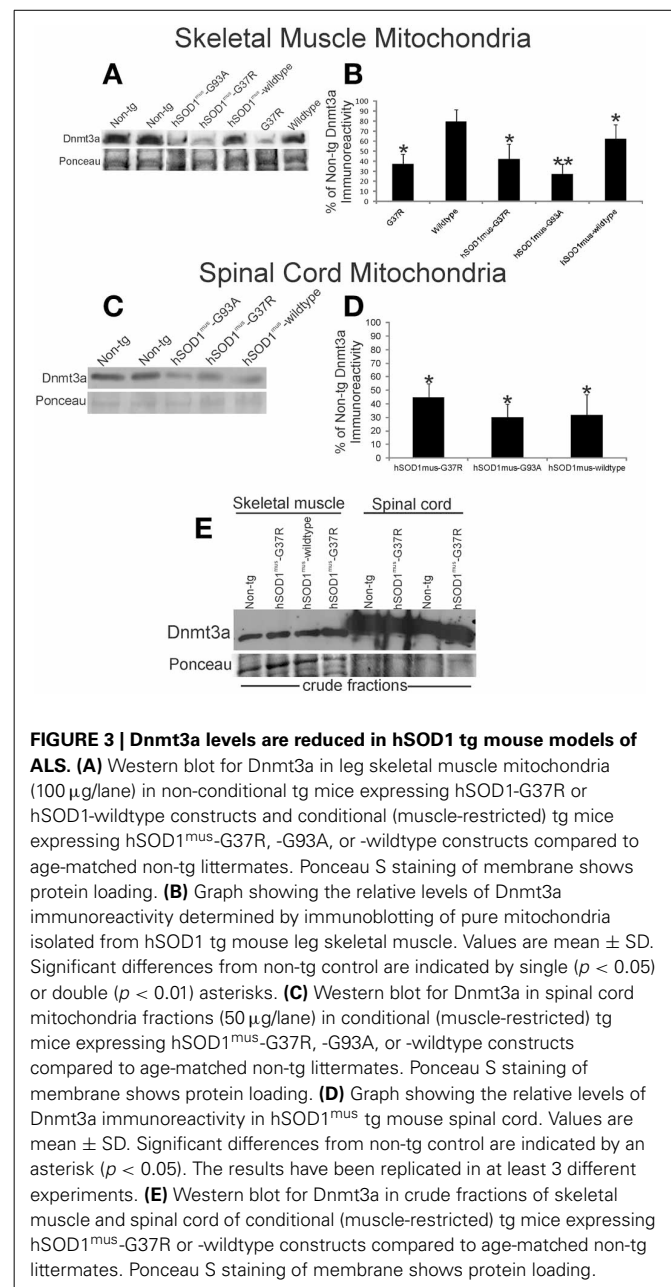 Skeletal Muscle Mitochondria
A
Non-tg
Non-tg
hSOD1mus-G93A
hSOD1mus-G37R
hSOD1mus-wildtype
G37R
Wildtype
Dnmt3a
Ponceau
B
% of Non-tg Dnmt3a
Immunoreactivity
100
90
80
70
60
50
40
30
20
10
0
*
*
**
*
G37R
Wildtype
hSOD1mus-G37R
hSOD1mus-G93A
hSOD1mus-wildtype
Spinal Cord Mitochondria
C
Non-tg
Non-tg
hSOD1mus-G93A
hSOD1mus-G37R
hSOD1mus-wildtype
Dnmt3a
Ponceau
D
% of Non-tg Dnmt3a
Immunoreactivity
100
90
80
70
60
50
40
30
20
10
0
*
*
*
hSOD1mus-G37R
hSOD1mus-G93A
hSOD1mus-wildtype
E
Skeletal muscle
Spinal cord
Non-tg
hSOD1mus-G37R
hSOD1mus-wildtype
hSOD1mus-G37R
Non-tg
hSOD1mus-G37R
Non-tg
hSOD1mus-G37R
Dnmt3a
Ponceau
crude fractions
FIGURE 3 | Dnmt3a levels are reduced in hSOD1 tg mouse models of
ALS. (A) Western blot for Dnmt3a in leg skeletal muscle mitochondria
(100 μg/lane) in non-conditional tg mice expressing hSOD1-G37R or
hSOD1-wildtype constructs and conditional (muscle-restricted) tg mice
expressing hSOD1mus-G37R, -G93A, or -wildtype constructs compared to
age-matched non-tg littermates. Ponceau S staining of membrane shows
protein loading. (B) Graph showing the relative levels of Dnmt3a
immunoreactivity determined by immunoblotting of pure mitochondria
isolated from hSOD1 tg mouse leg skeletal muscle. Values are mean ± SD.
Significant differences from non-tg control are indicated by single (p < 0.05)
or double (p < 0.01) asterisks. (C) Western blot for Dnmt3a in spinal cord
mitochondria fractions (50 μg/lane) in conditional (muscle-restricted) tg
mice expressing hSOD1mus-G37R, -G93A, or -wildtype constructs
compared to age-matched non-tg littermates. Ponceau S staining of
membrane shows protein loading. (D) Graph showing the relative levels of
Dnmt3a immunoreactivity in hSOD1mus tg mouse spinal cord. Values are
mean ± SD. Significant differences from non-tg control are indicated by an
asterisk (p < 0.05). The results have been replicated in at least 3 different
experiments. (E) Western blot for Dnmt3a in crude fractions of skeletal
muscle and spinal cord of conditional (muscle-restricted) tg mice expressing
hSOD1mus-G37R or -wildtype constructs compared to age-matched non-tg
littermates. Ponceau S staining of membrane shows protein loading.